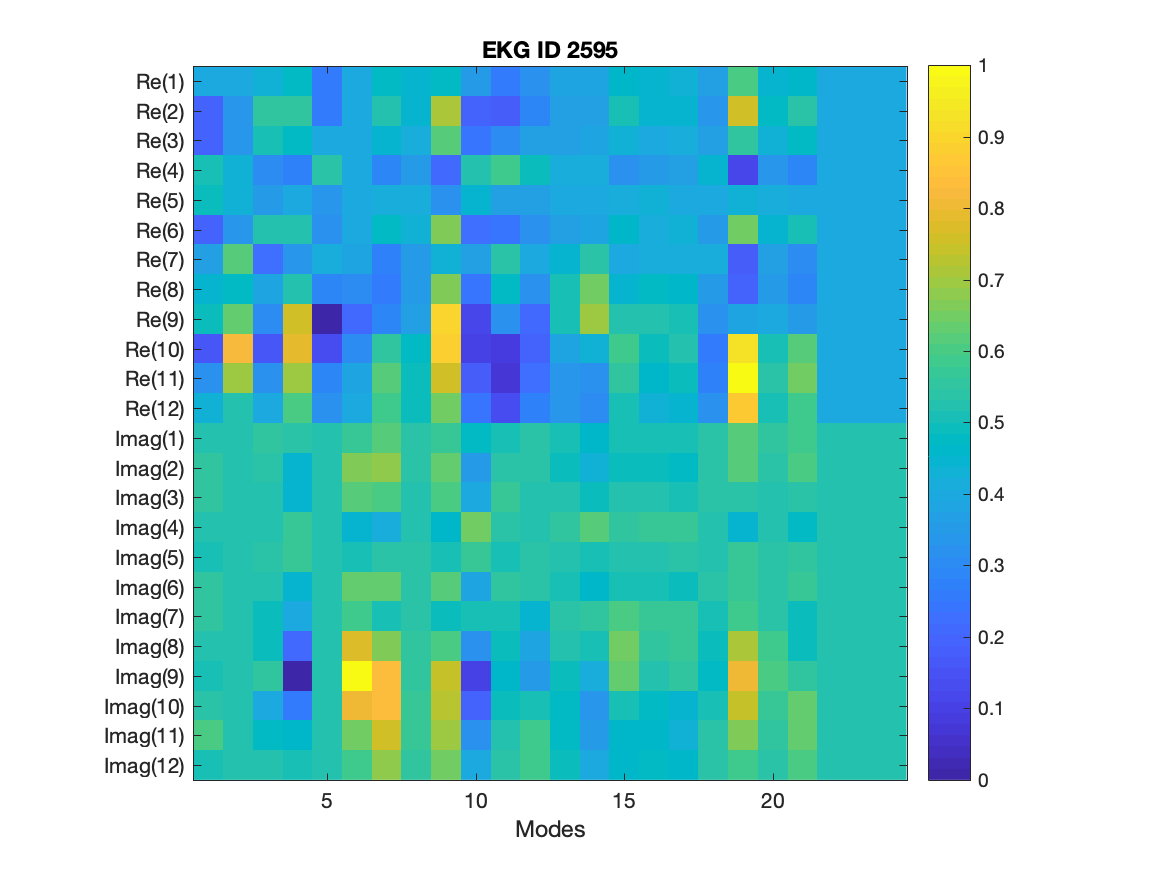 EKG ID 2595
Re(1)
Re(2)
Re(3)
Re(4)
Re(5)
Re(6)
Re(7)
Re(8)
Re(9)
Re(10)
Re(11)
Re(12)
Imag(1)
Imag(2)
Imag(3)
Imag(4)
Imag(5)
Imag(6)
Imag(7)
Imag(8)
Imag(9)
Imag(10)
Imag(11)
Imag(12)
5 10 15 20
Modes
1
0.9
0.8
0.7
0.6
0.5
0.4
0.3
0.2
0.1
0